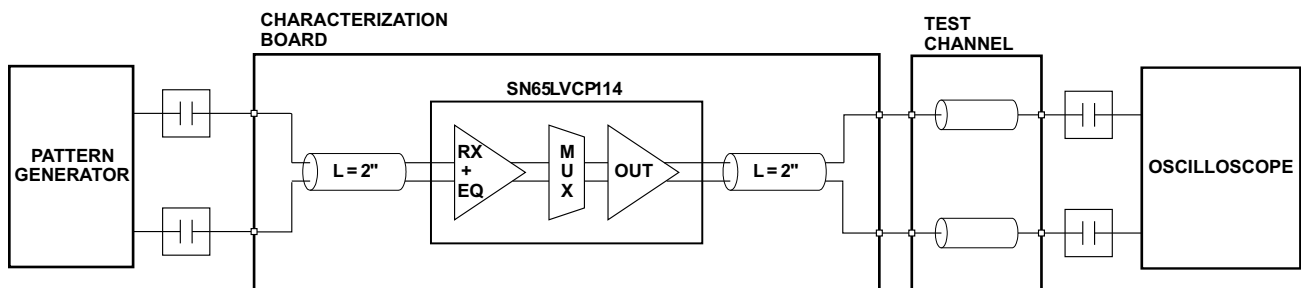 CHARACTERIZATION
BOARD
TEST
CHANNEL
SN65LVCP114
PATTERN
GENERATOR
L = 2"
RX
+
EQ
M
U
X
OUT
L = 2"
OSCILLOSCOPE